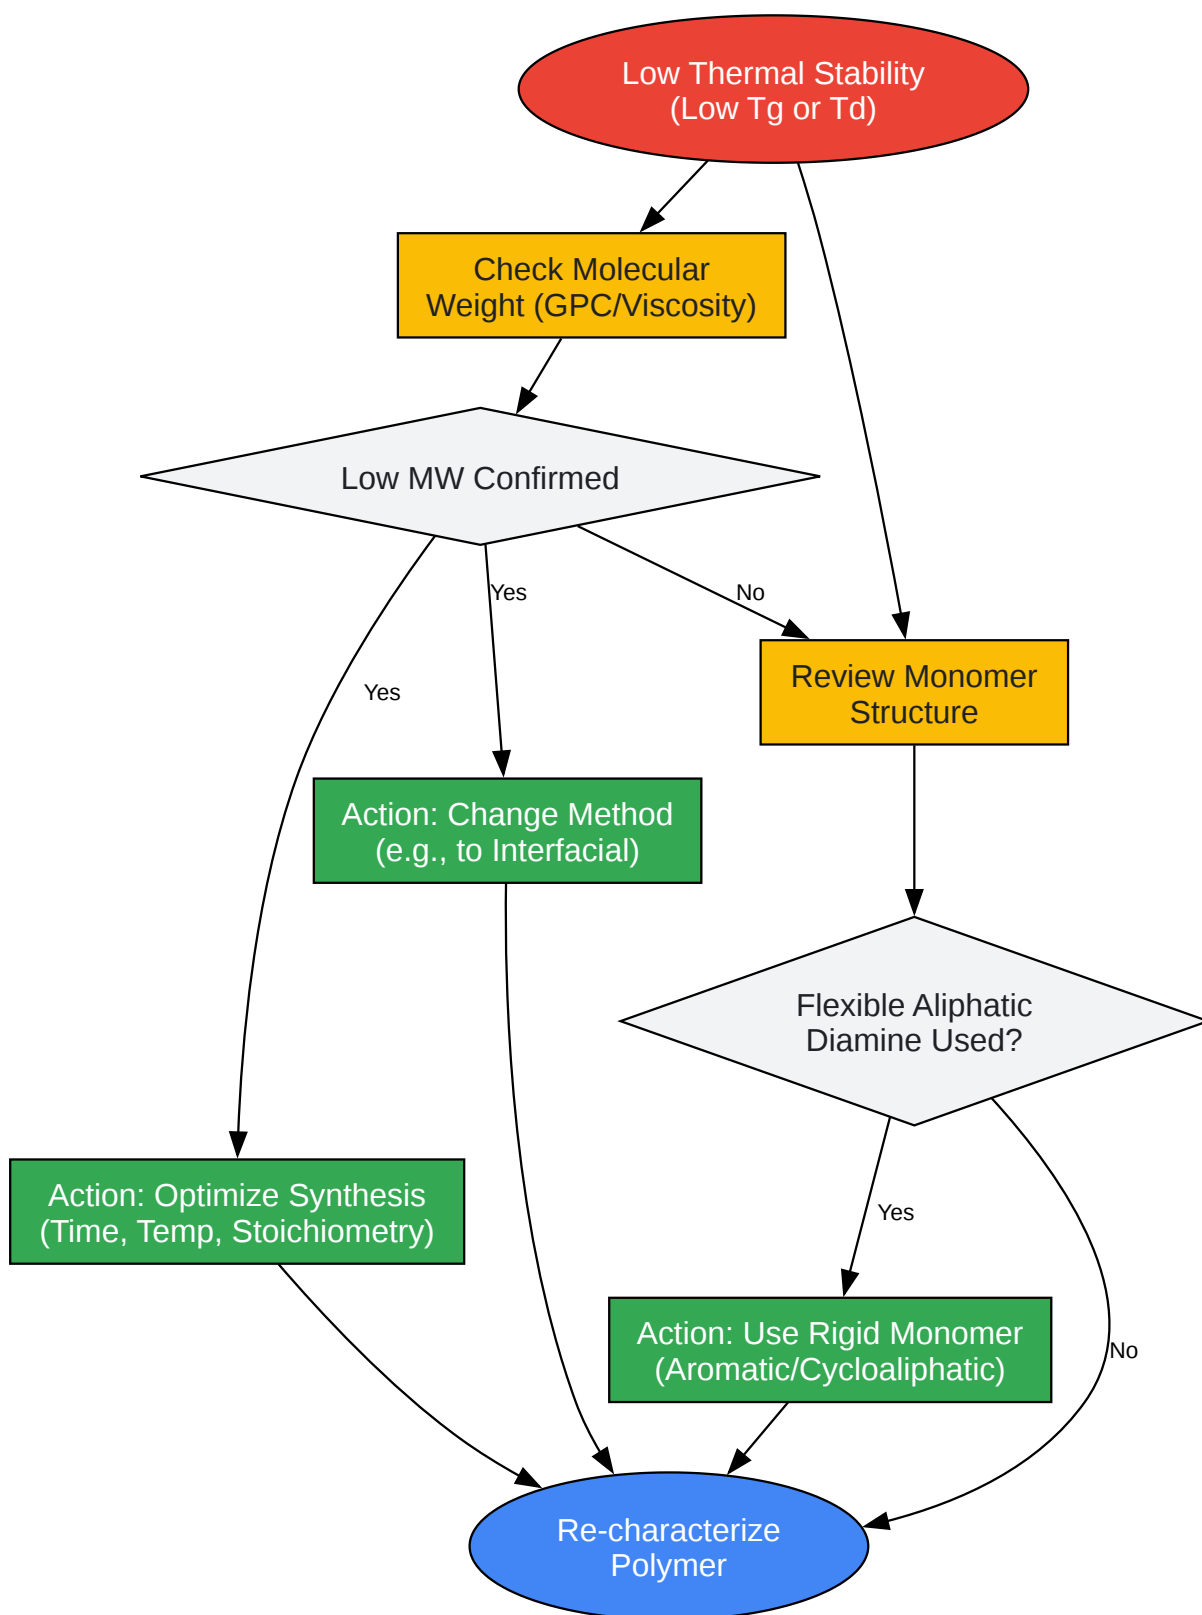 Low Thermal Stability
(Low Tg or Td)
Check Molecular
Weight (GPC/Viscosity)
Low MW Confirmed
Yes
No
Yes
Review Monomer
Structure
Action: Change Method
(e.g., to Interfacial)
Flexible Aliphatic
Diamine Used?
Action: Optimize Synthesis
(Time, Temp, Stoichiometry)
Yes
Action: Use Rigid Monomer
(Aromatic/Cycloaliphatic)
No
Re-characterize
Polymer